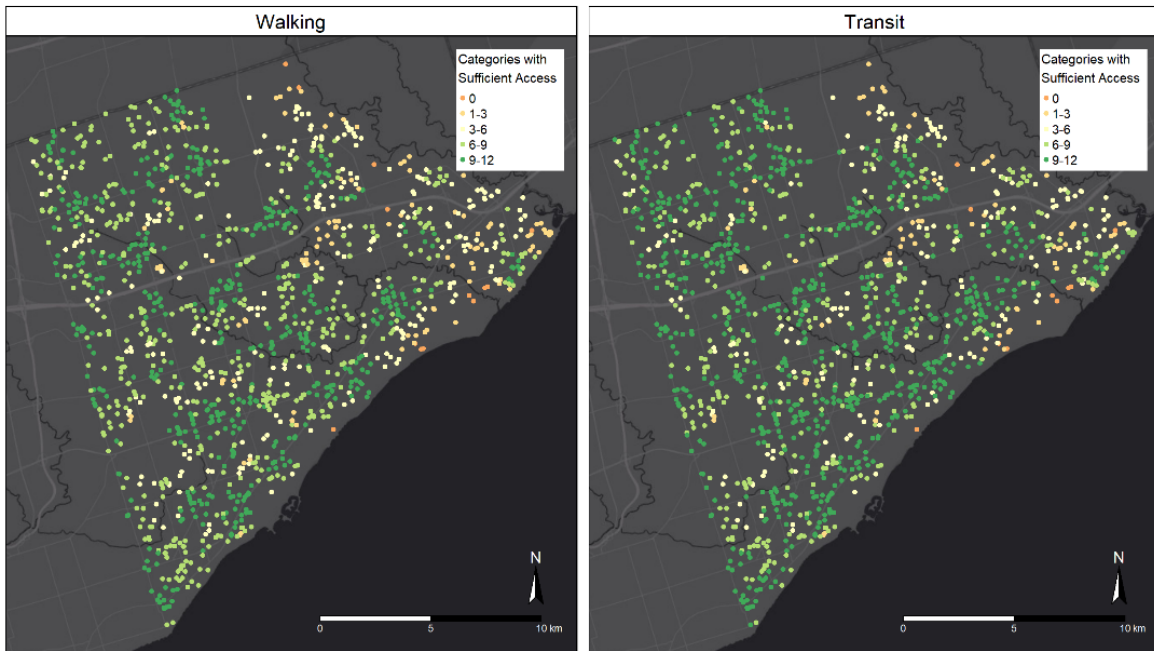 Walking
Categories with
Sufficient Access
0
1-3
3-6
6-9
9-12
N
0
5
10 km
Transit
Categories with
Sufficient Access
0
1-3
3-6
6-9
9-12
N
0
5
10 km